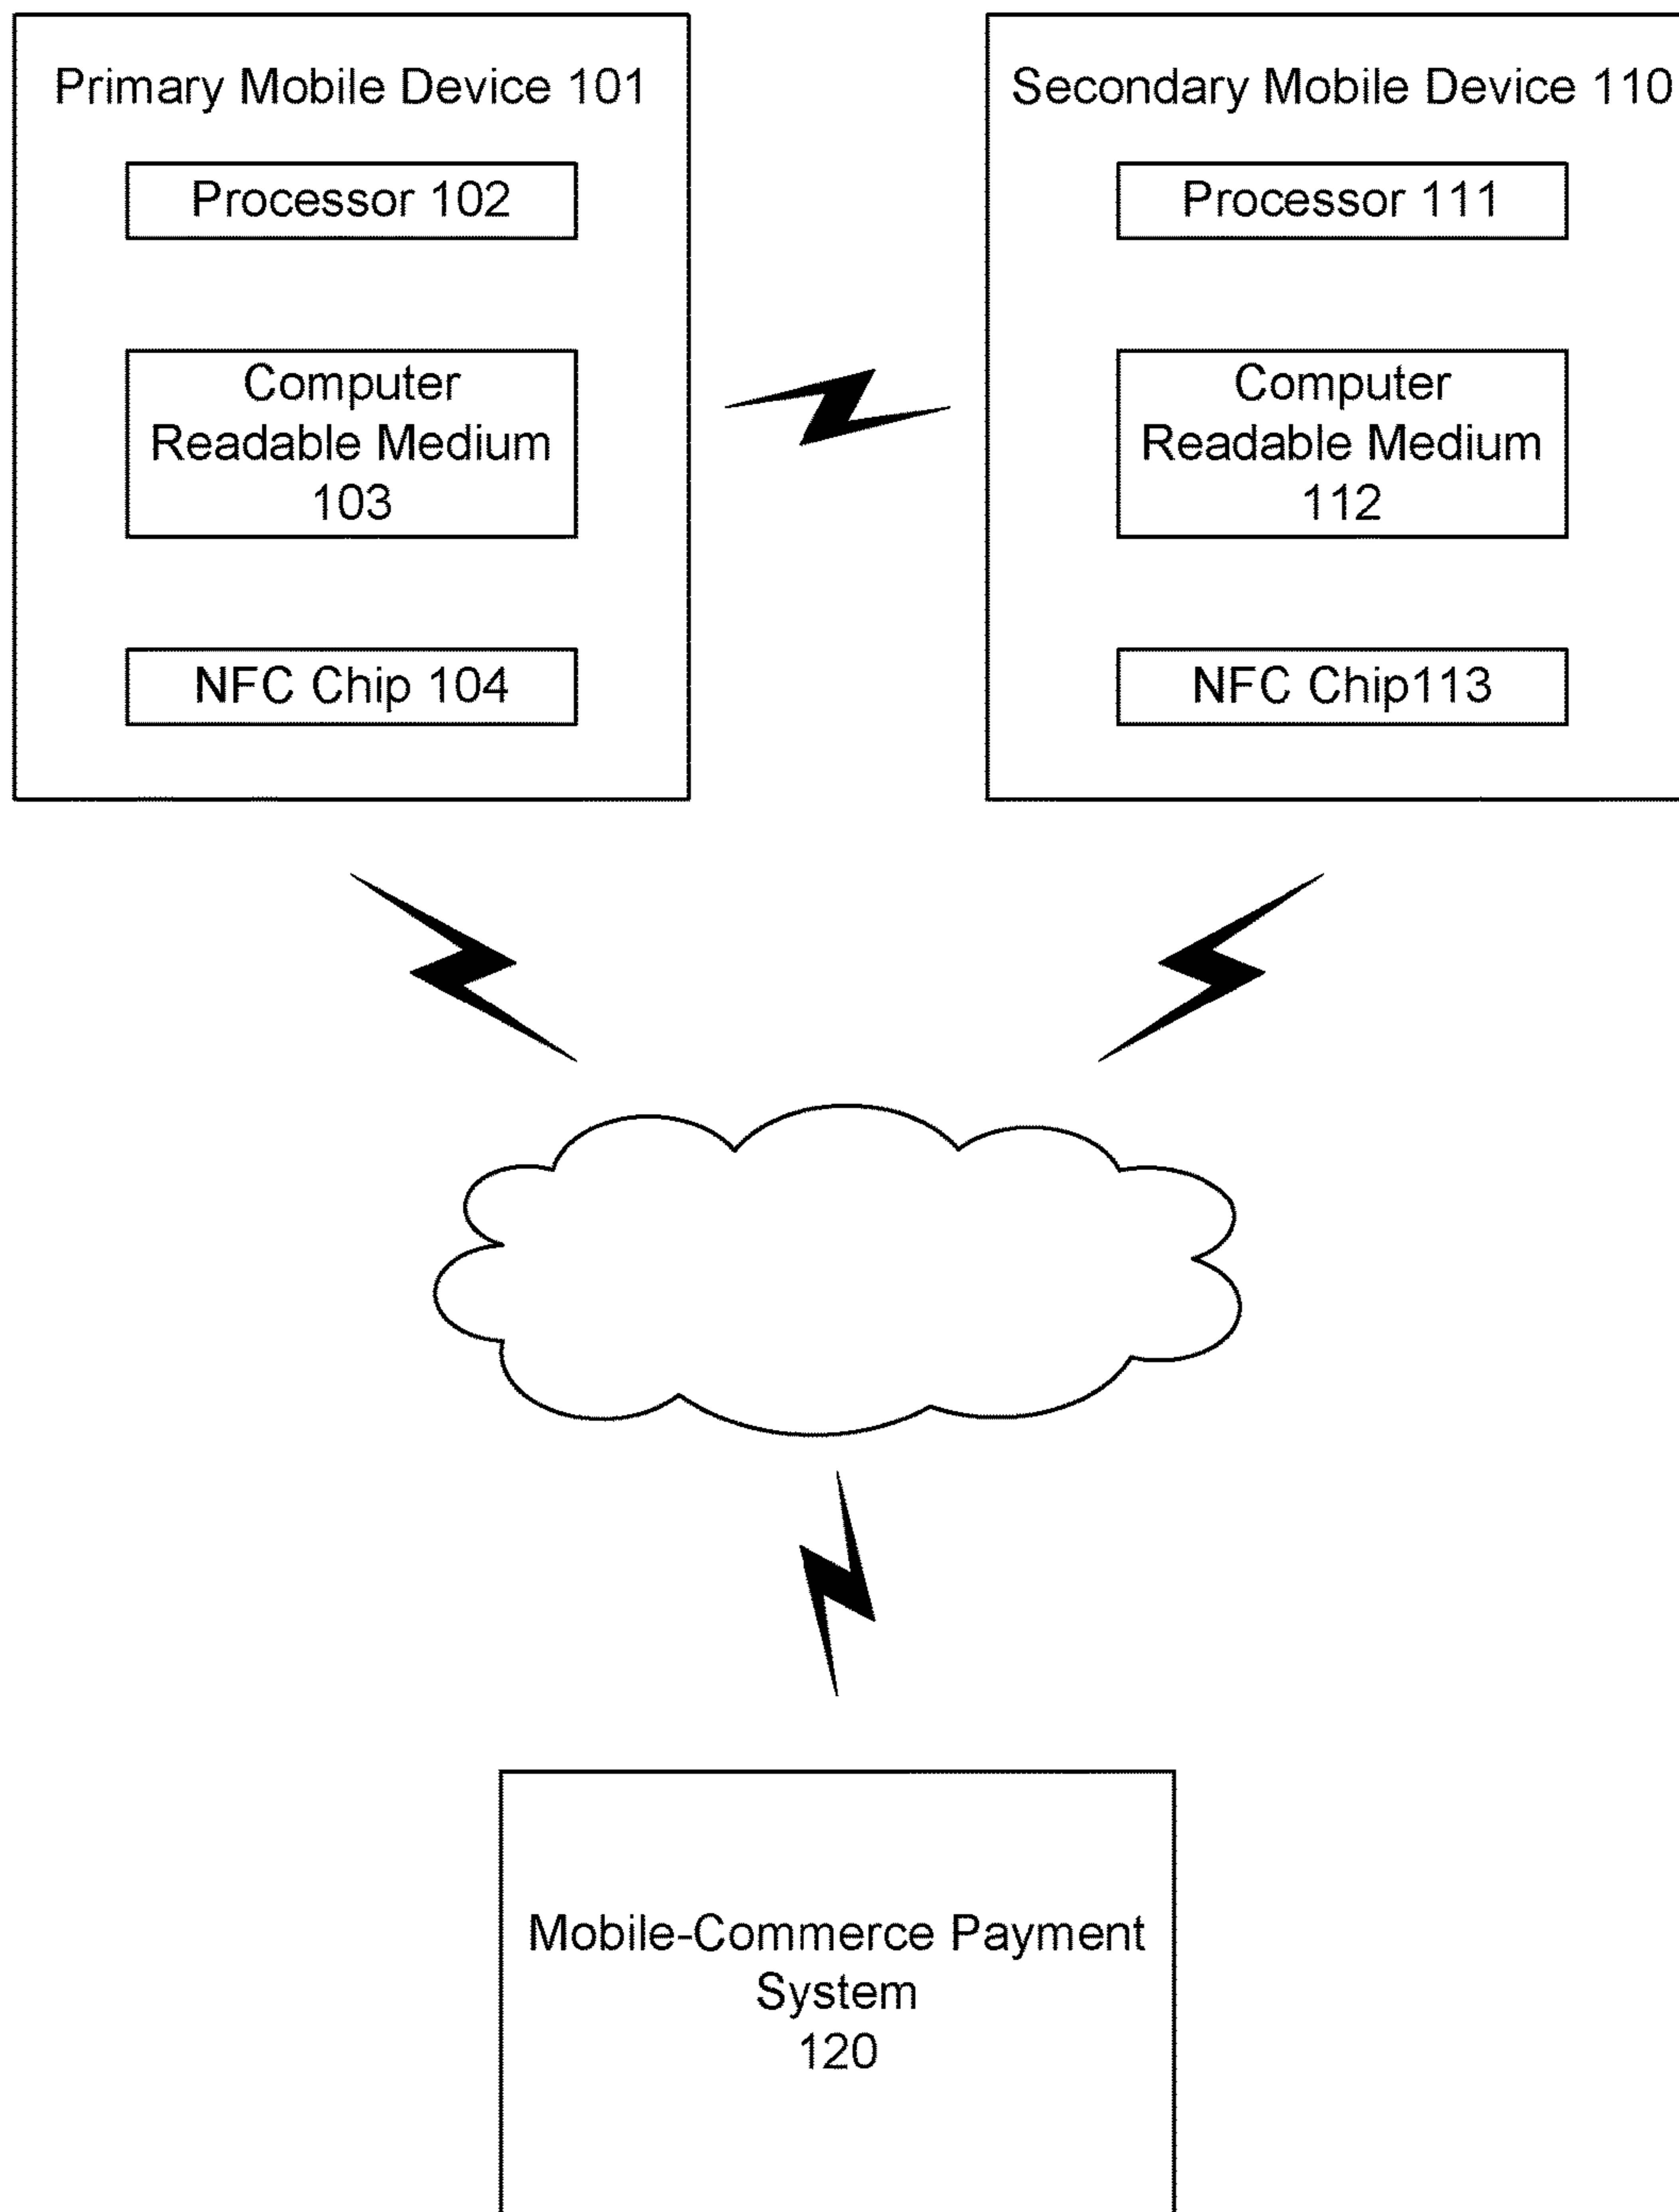 Primary Mobile Device 101
Processor 102
Computer
Readable Medium
103
NFC Chip 104
Secondary Mobile Device 110
Processor 111
Computer
Readable Medium
112
NFC Chip113
Mobile-Commerce Payment
System
120